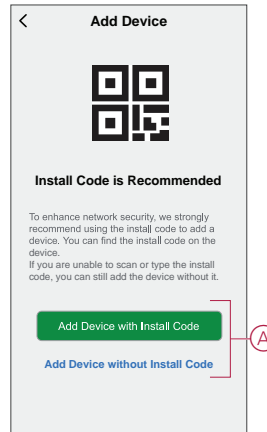 Add Device
Install Code is Recommended
To enhance network security, we strongly
recommend using the install code to add a
device. You can find the install code on the
device.
If you are unable to scan or type the install
code, you can still add the device without it.
Add Device with Install Code
A
Add Device without Install Code